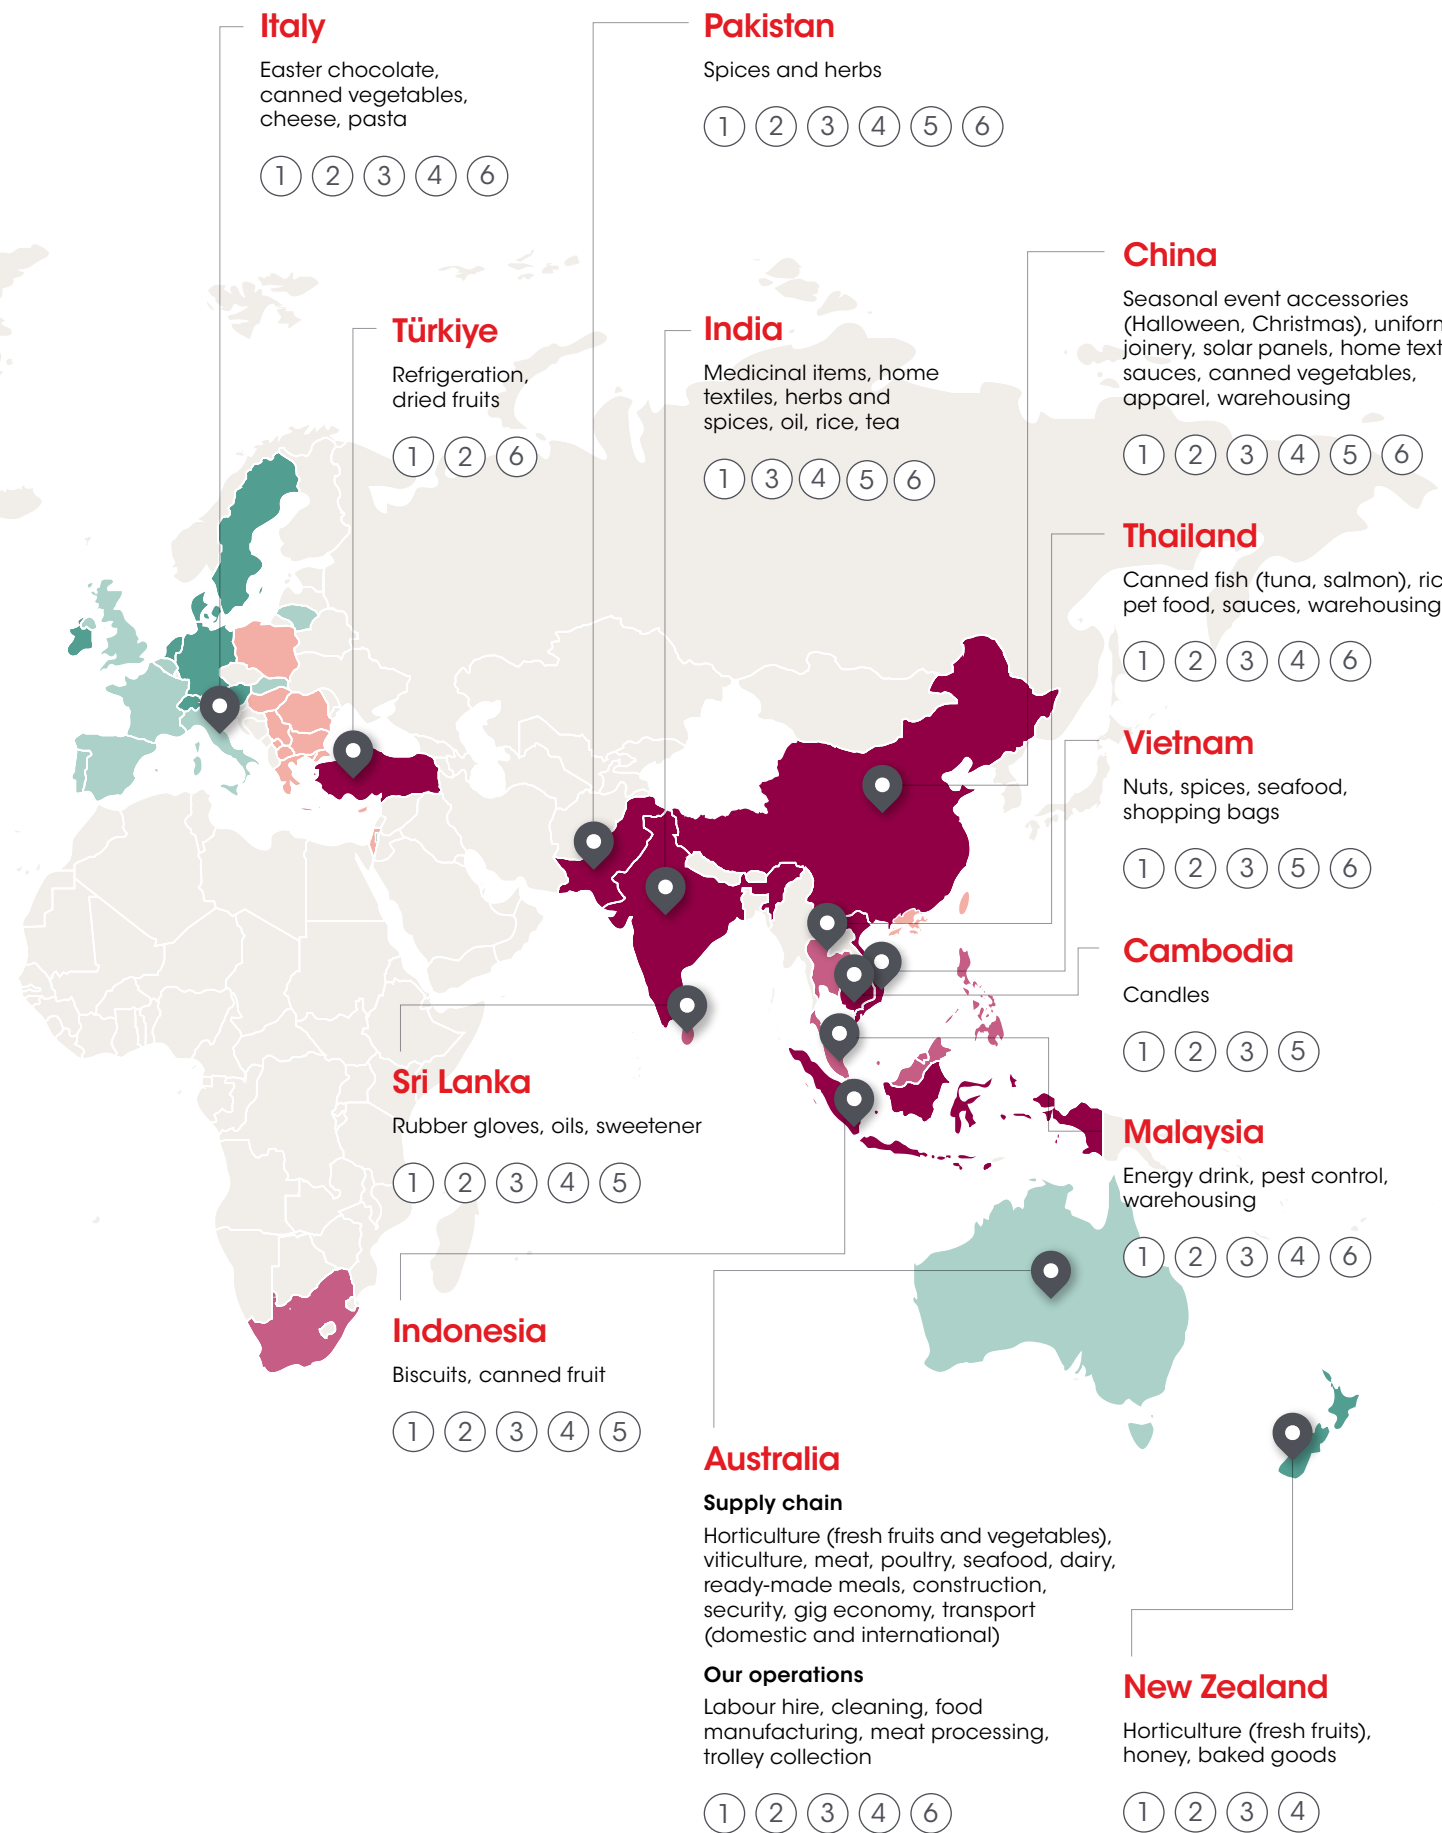 Italy
Easter chocolate,
canned vegetables,
cheese, pasta
1 2 3 4 6
Pakistan
Spices and herbs
1 2 3 4 5 6
Türkiye
Refrigeration,
dried fruits
1 2 6
India
Medicinal items, home
textiles, herbs and
spices, oil, rice, tea
1 3 4 5 6
China
Seasonal event accessories
(Halloween, Christmas),
joinery, solar panels, home
sauces, canned vegetables,
apparel, warehousing
1 2 3 4 5 6
Thailand
Canned fish (tuna, salmon),
pet food, sauces, warehousing
1 2 3 4 6
Vietnam
Nuts, spices, seafood,
shopping bags
1 2 3 5 6
Cambodia
Candles
1 2 3 5
Sri Lanka
Rubber gloves, oils, sweetener
1 2 3 4 5
Malaysia
Energy drink, pest control,
warehousing
1 2 3 4 6
Indonesia
Biscuits, canned fruit
1 2 3 4 5
Australia
Supply chain
Horticulture (fresh fruits and vegetables),
viticulture, meat, poultry, seafood, dairy,
ready-made meals, construction,
security, gig economy, transport
(domestic and international)
Our operations
Labour hire, cleaning, food
manufacturing, meat processing,
trolley collection
1 2 3 4 6
New Zealand
Horticulture (fresh fruits),
honey, baked goods
1 2 3 4